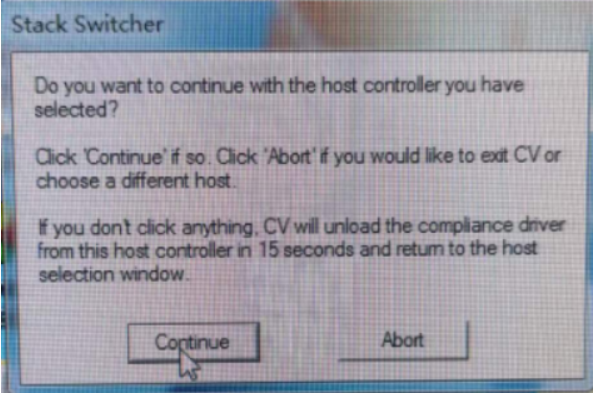 Stack Switcher
Do you want to continue with the host controller you have
selected?
Click 'Continue' if so. Click 'Abort' if you would like to exit CV or
choose a different host.
If you don't click anything, CV will unload the compliance driver
from this host controller in 15 seconds and return to the host
selection window.
Continue
Abort